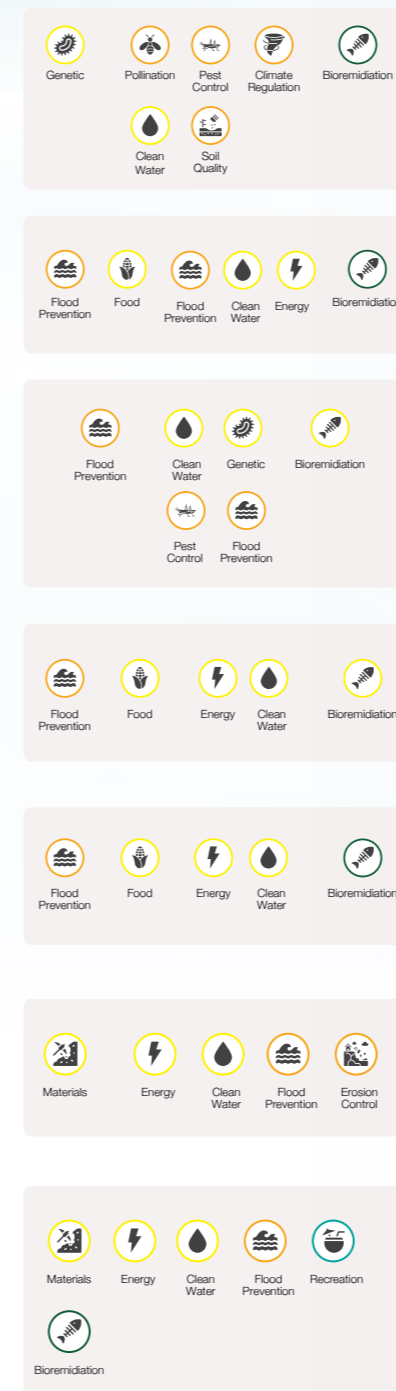 Genetic
Pollination
Pest
Control
Climate
Regulation
Bioremidiation
Clean
Water
Soil
Quality
Flood
Prevention
Food
Flood
Prevention
Clean
Water
Energy
Bioremidiatio
Flood
Prevention
Clean
Water
Genetic
Bioremidiation
Pest
Control
Flood
Prevention
Flood
Prevention
Food
Energy
Clean
Water
Bioremidiation
Flood
Prevention
Food
Energy
Clean
Water
Bioremidiation
Materials
Energy
Clean
Water
Flood
Prevention
Erosion
Control
Materials
Energy
Clean
Water
Flood
Prevention
Recreation
Bioremidiation